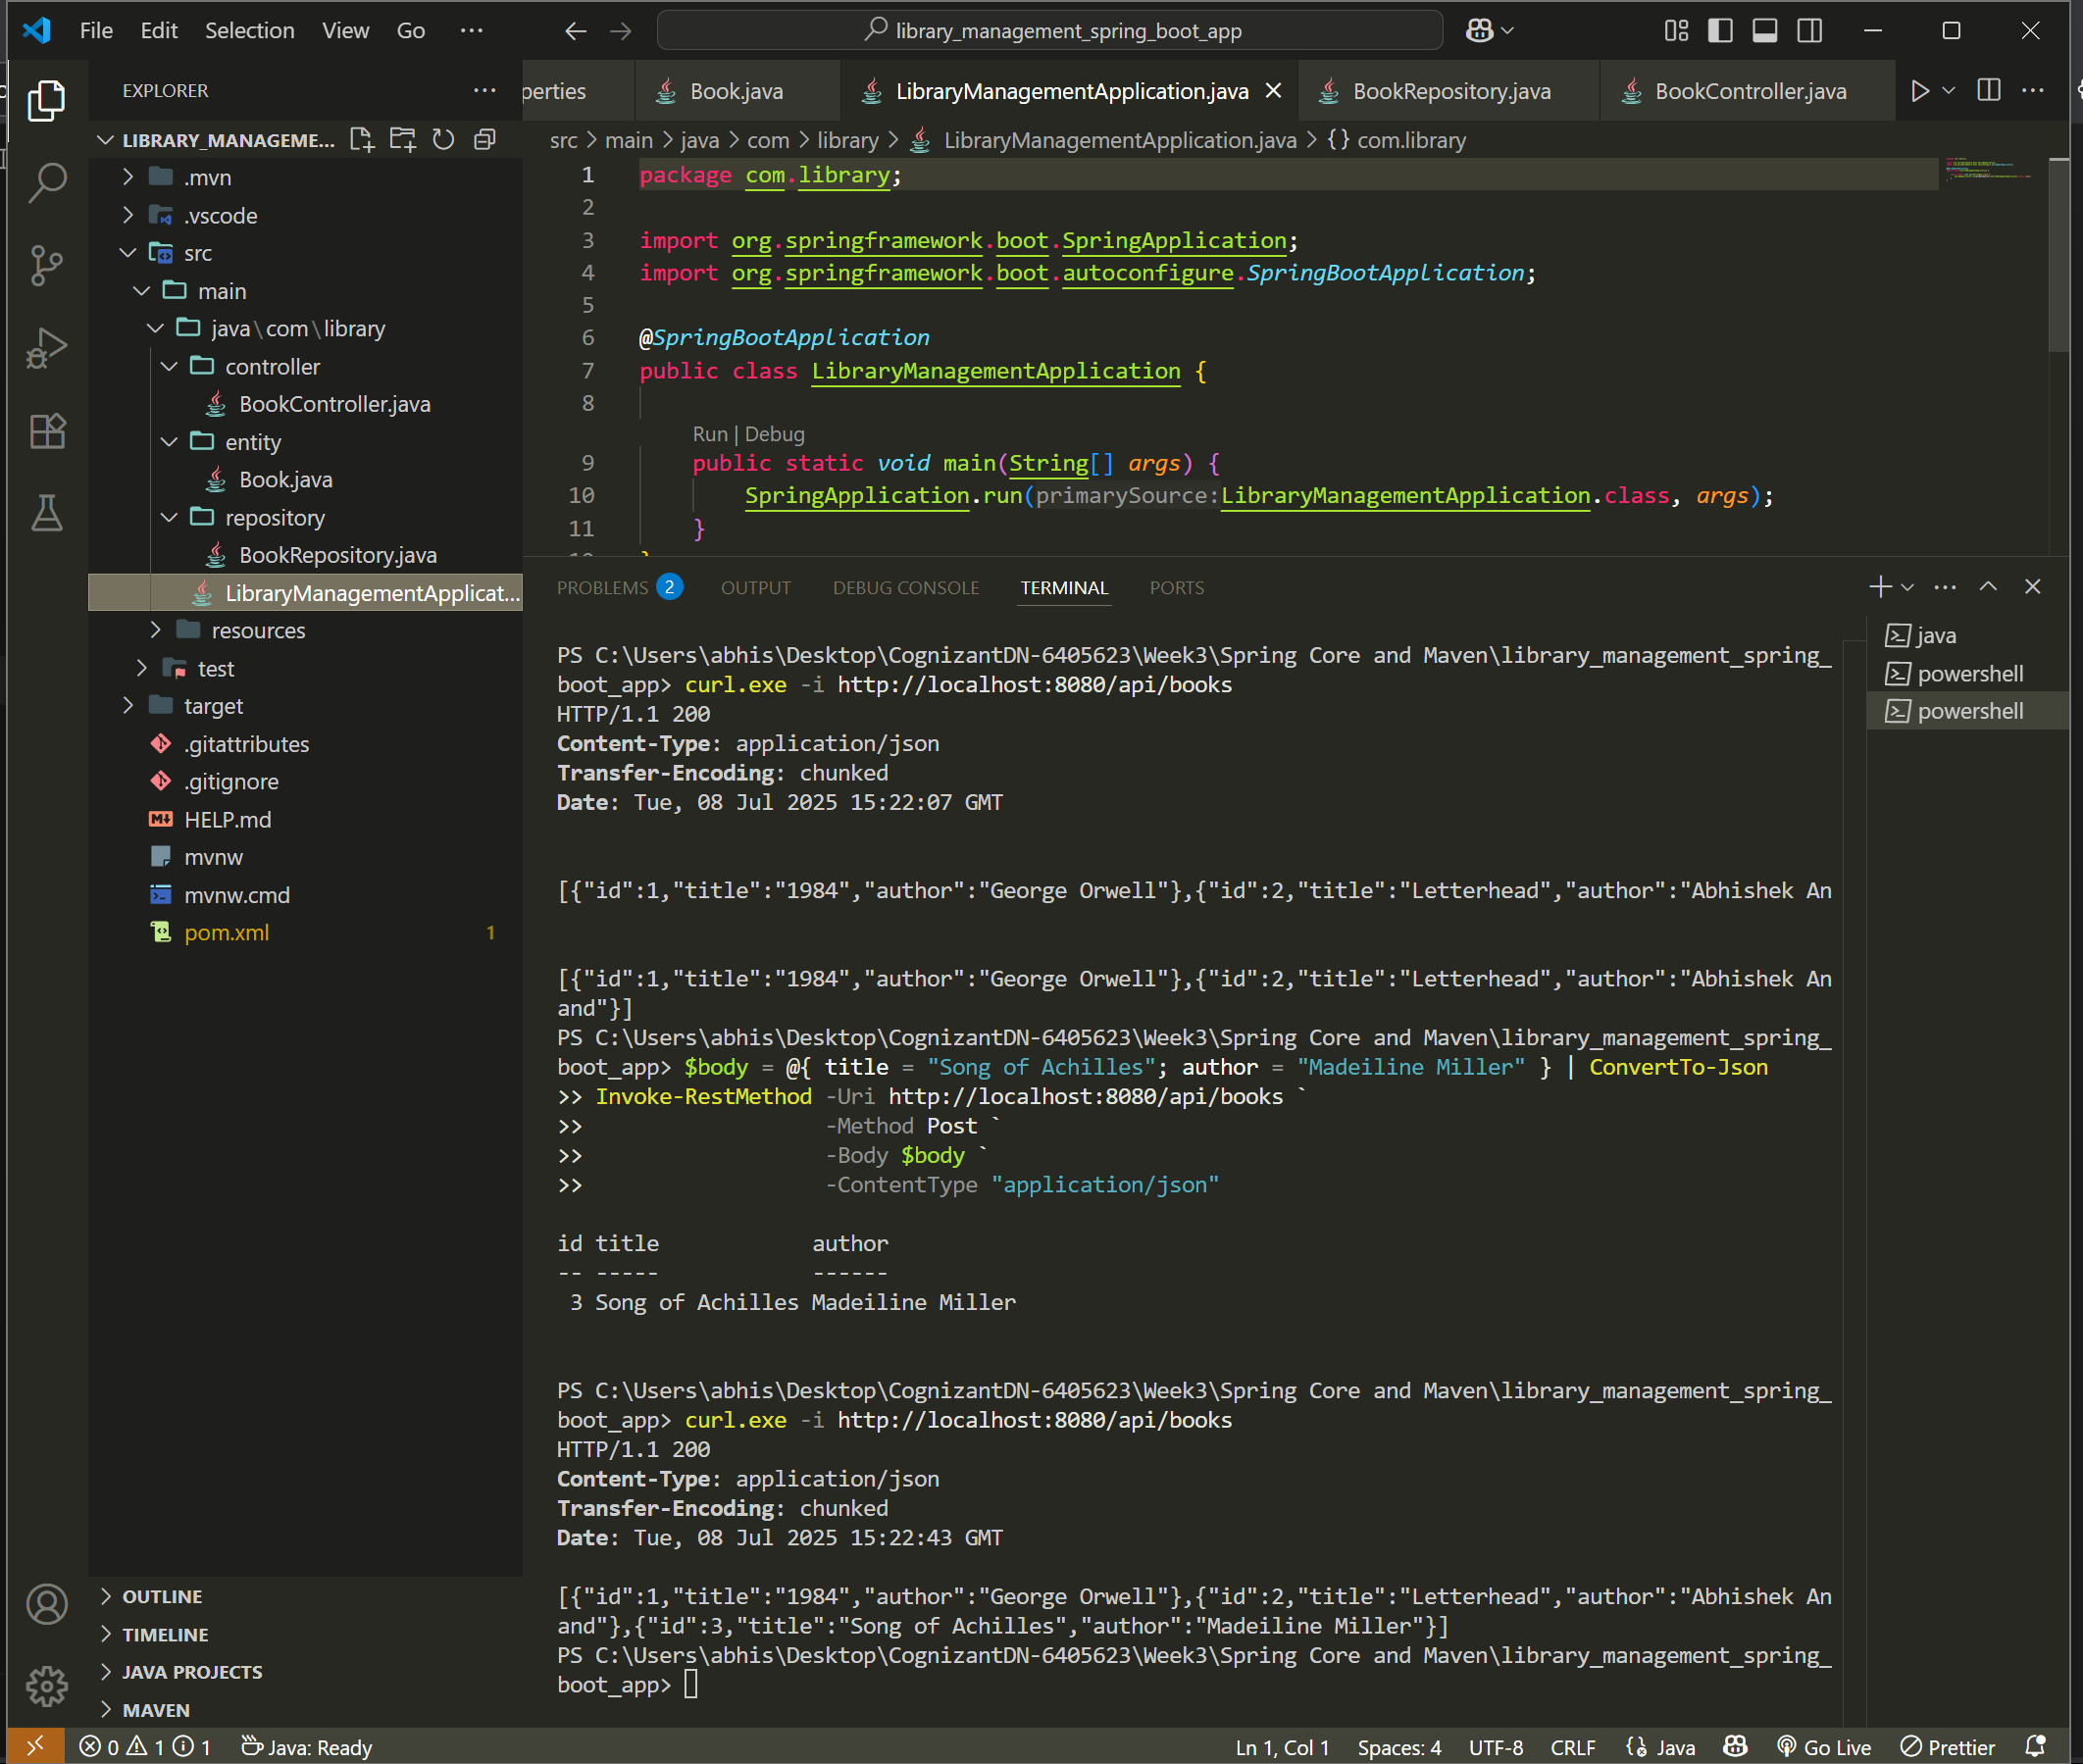 File Edit Selection View Go ··· library_management_spring_boot_app
EXPLORER
perties Book.java LibraryManagementApplication.java BookRepository.java BookController.java
LIBRARY_MANAGEME...
src > main > java > com > library > LibraryManagementApplication.java > {} com.library
.mvn
.vscode
src
main
java\com\library
controller
BookController.java
entity
Book.java
repository
BookRepository.java
LibraryManagementApplicat...
resources
test
target
.gitattributes
.gitignore
HELP.md
mvnw
mvnw.cmd
pom.xml 1
OUTLINE
TIMELINE
JAVA PROJECTS
MAVEN
1 package com.library;
2
3 import org.springframework.boot.SpringApplication;
4 import org.springframework.boot.autoconfigure.SpringBootApplication;
5
6 @SpringBootApplication
7 public class LibraryManagementApplication {
8
Run | Debug
9 public static void main(String[] args) {
10 SpringApplication.run(primarySource:LibraryManagementApplication.class, args);
11 }
PROBLEMS 2 OUTPUT DEBUG CONSOLE TERMINAL PORTS
PS C:\Users\abhis\Desktop\CognizantDN-6405623\Week3\Spring Core and Maven\library_management_spring_
boot_app> curl.exe -i http://localhost:8080/api/books
HTTP/1.1 200
Content-Type: application/json
Transfer-Encoding: chunked
Date: Tue, 08 Jul 2025 15:22:07 GMT
[{"id":1,"title":"1984","author":"George Orwell"},{"id":2,"title":"Letterhead","author":"Abhishek An
[{"id":1,"title":"1984","author":"George Orwell"},{"id":2,"title":"Letterhead","author":"Abhishek An
and"}]
PS C:\Users\abhis\Desktop\CognizantDN-6405623\Week3\Spring Core and Maven\library_management_spring_
boot_app> $body = @{ title = "Song of Achilles"; author = "Madeiline Miller" } | ConvertTo-Json
>> Invoke-RestMethod -Uri http://localhost:8080/api/books `
>> -Method Post `
>> -Body $body `
>> -ContentType "application/json"
id title author
-- ----- ------
3 Song of Achilles Madeiline Miller
PS C:\Users\abhis\Desktop\CognizantDN-6405623\Week3\Spring Core and Maven\library_management_spring_
boot_app> curl.exe -i http://localhost:8080/api/books
HTTP/1.1 200
Content-Type: application/json
Transfer-Encoding: chunked
Date: Tue, 08 Jul 2025 15:22:43 GMT
[{"id":1,"title":"1984","author":"George Orwell"},{"id":2,"title":"Letterhead","author":"Abhishek An
and"},{"id":3,"title":"Song of Achilles","author":"Madeiline Miller"}]
PS C:\Users\abhis\Desktop\CognizantDN-6405623\Week3\Spring Core and Maven\library_management_spring_
boot_app>
java
powershell
powershell
0 1 1 Java: Ready Ln 1, Col 1 Spaces: 4 UTF-8 CRLF {} Java Go Live Prettier